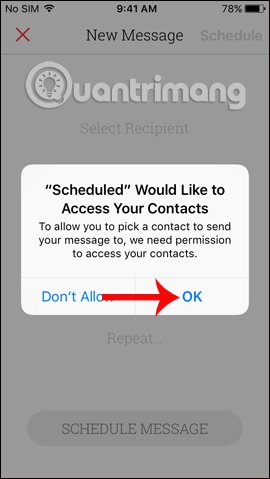 No SIM 9:41 AM 78%
New Message Schedule
Quantrimang
Select Recipient
“Scheduled” Would Like to
Access Your Contacts
To allow you to pick a contact to send
your message to, we need permission
to access your contacts.
Don't Allow OK
Repeat...
SCHEDULE MESSAGE